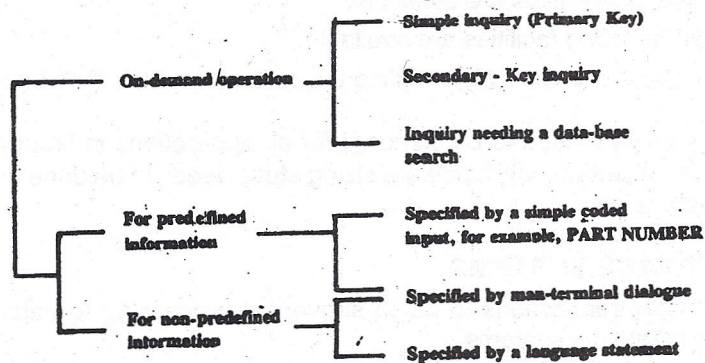 Simple inquiry (Primary Key)
On-demand operation
Secondary - Key inquiry
Inquiry needing a data-base
search
For predefined
information
Specified by a simple coded
input, for example, PART NUMBER
Specified by man-terminal dialogue
For non-predefined
information
Specified by a language statement